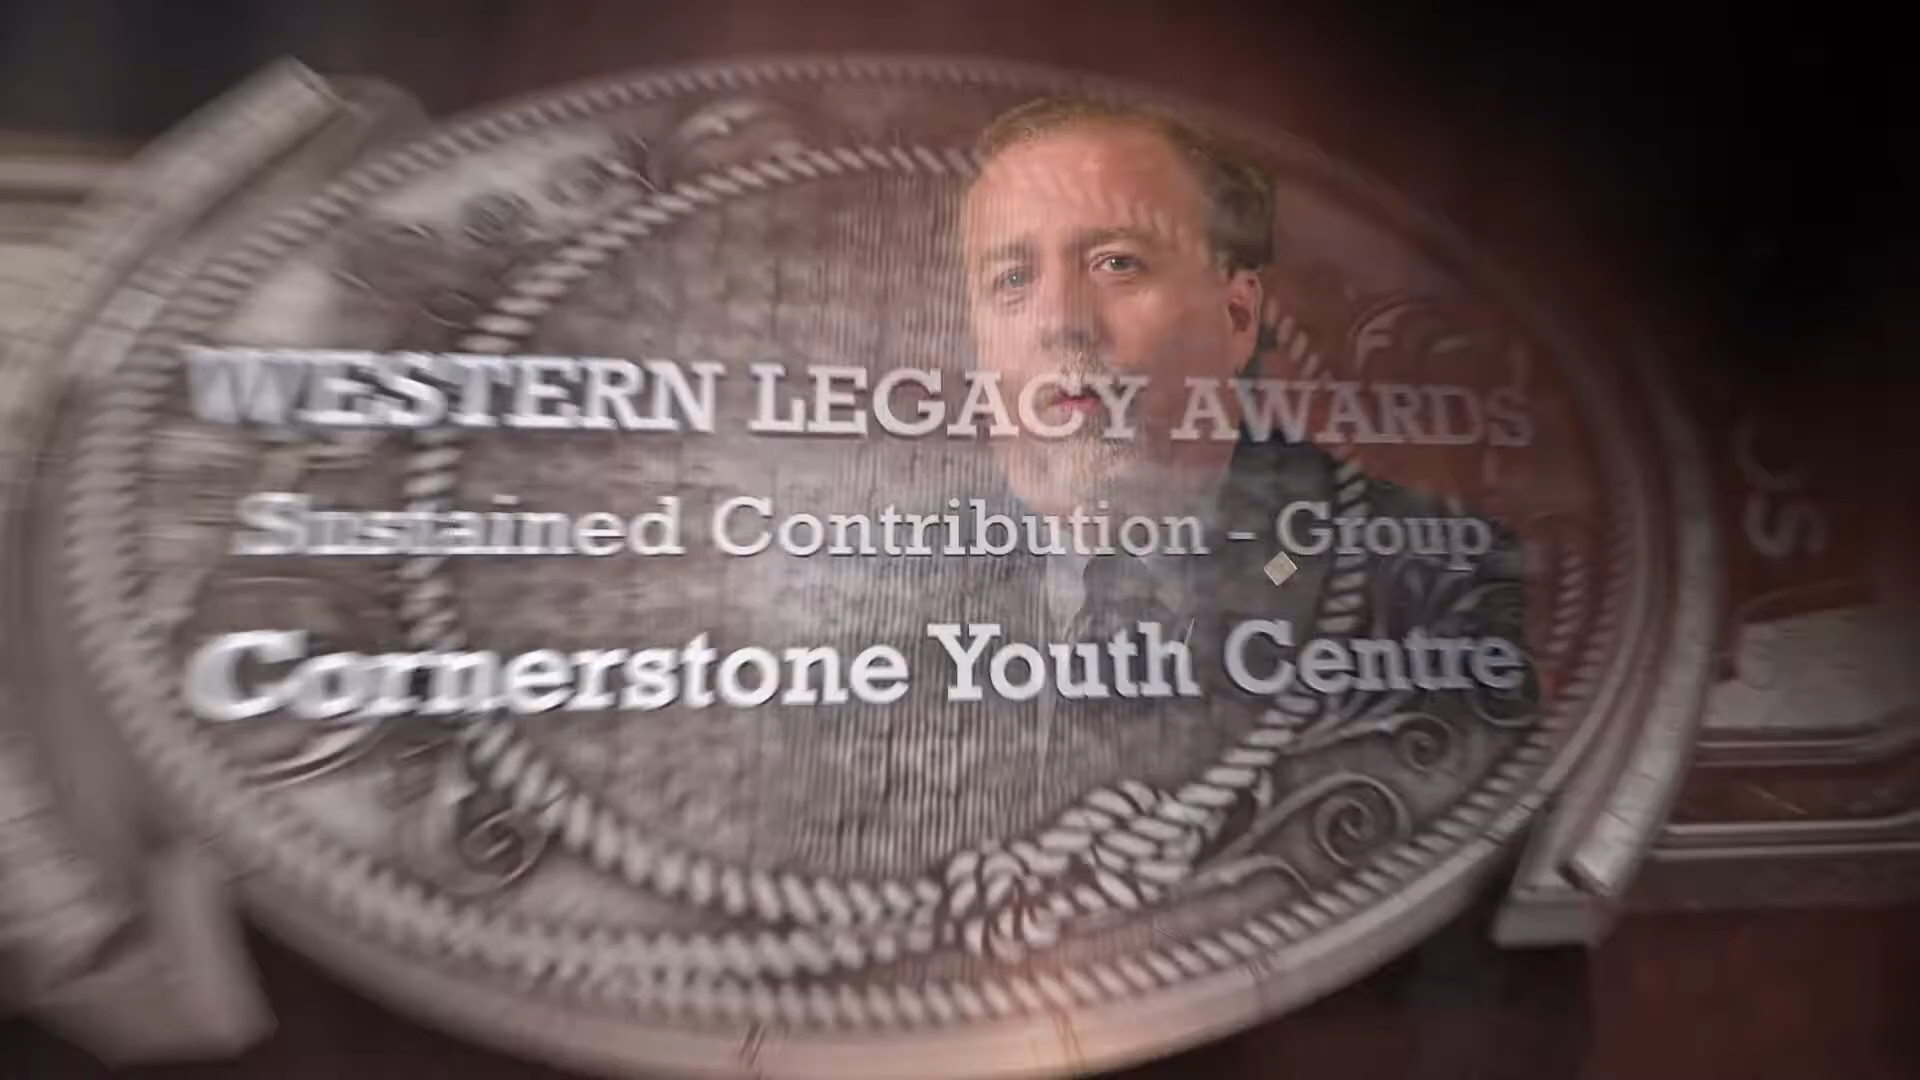 WESTERN LEGACY AWARDS
Sustained Contribution - Group
Cornerstone Youth Centre